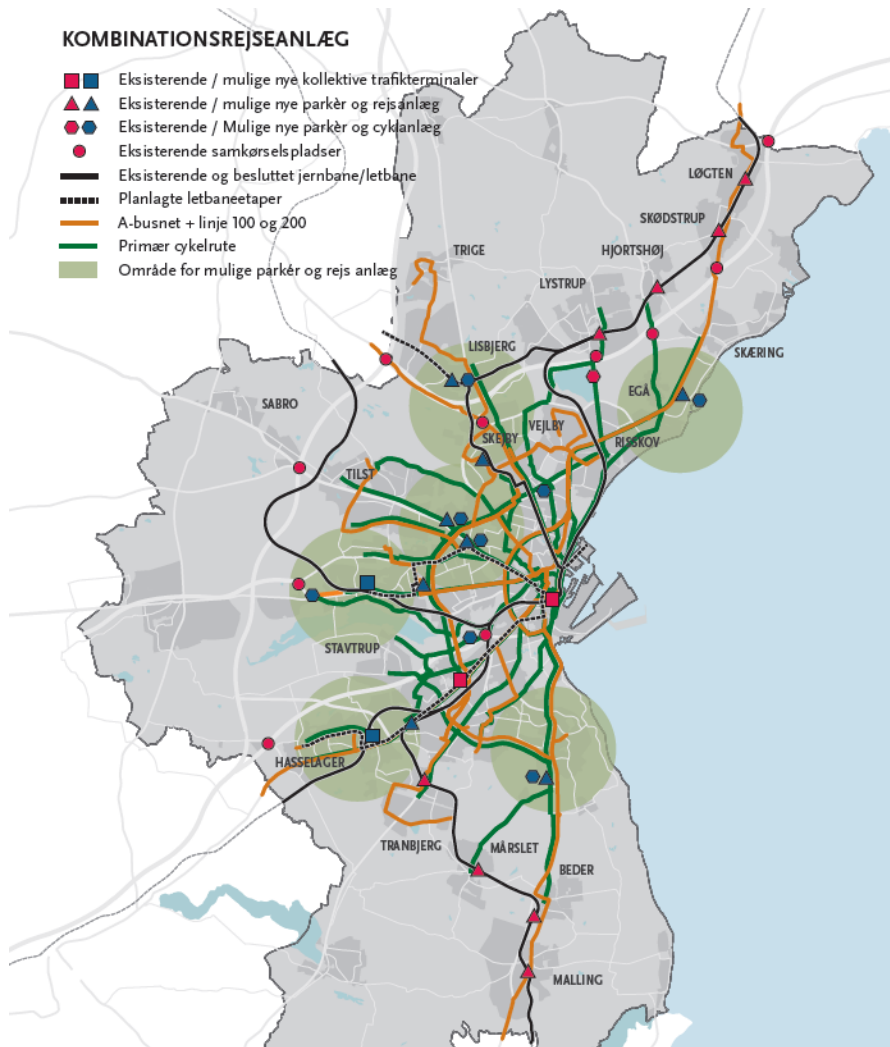 KOMBINATIONSREJSEANLÆG
Eksisterende / mulige nye kollektive trafikterminaler
Eksisterende / mulige nye parkèr og rejsanlæg
Eksisterende / Mulige nye parkèr og cyklanlæg
Eksisterende samkørselspladser
Eksisterende og besluttet jernbane/letbane
Planlagte letbaneetaper
A-busnet + linje 100 og 200
Primær cykelrute
Område for mulige parkér og rejs anlæg
LØGTEN
SKØDSTRUP
TRIGE
HJORTSHØJ
LYSTRUP
LISBJERG
SKÆRING
SABRO
EGÅ
VEJLBY
SKEJBY
RISSKOV
TILST
STAVTRUP
HASSELAGER
TRANBJERG
MÅRSLET
BEDER
MALLING